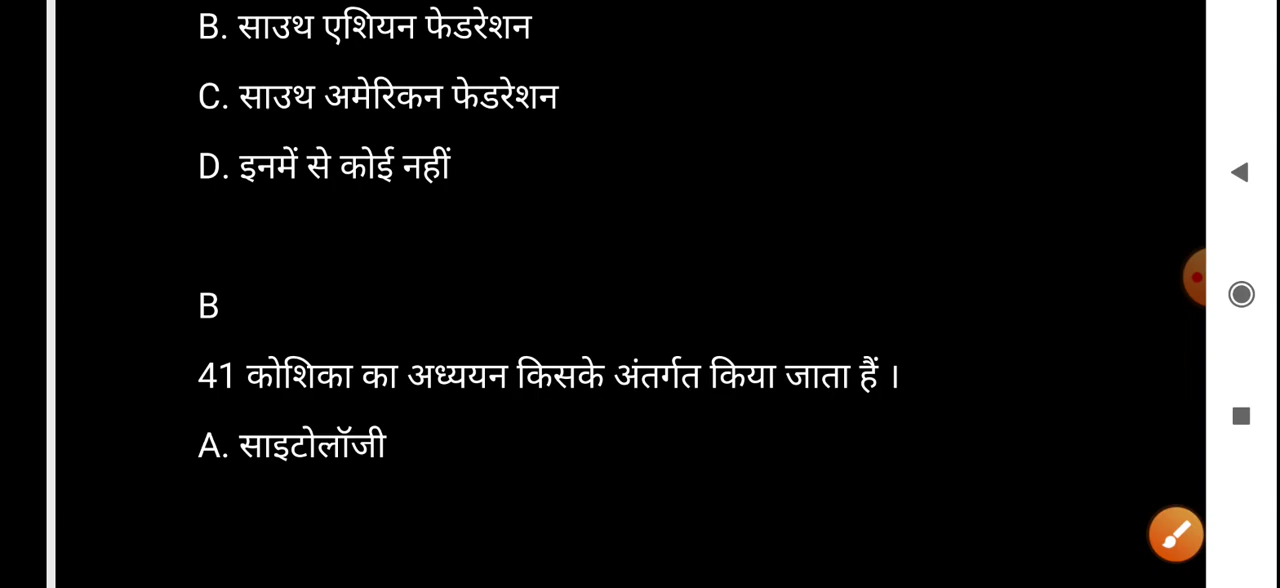 B. साउथ एशियन फेडरेशन
C. साउथ अमेरिकन फेडरेशन
D. इनमें से कोई नहीं
B
41 कोशिका का अध्ययन किसके अंतर्गत किया जाता हैं ।
A. साइटोलॉजी